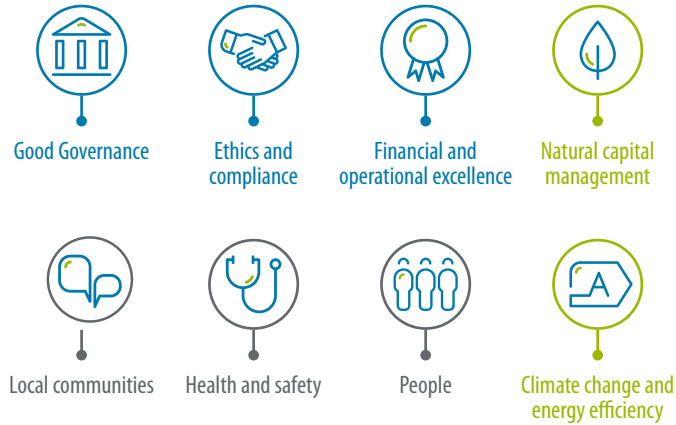 Good Governance
Ethics and
compliance
Financial and
operational excellence
Natural capital
management
Local communities
Health and safety
People
A
Climate change and
energy efficiency